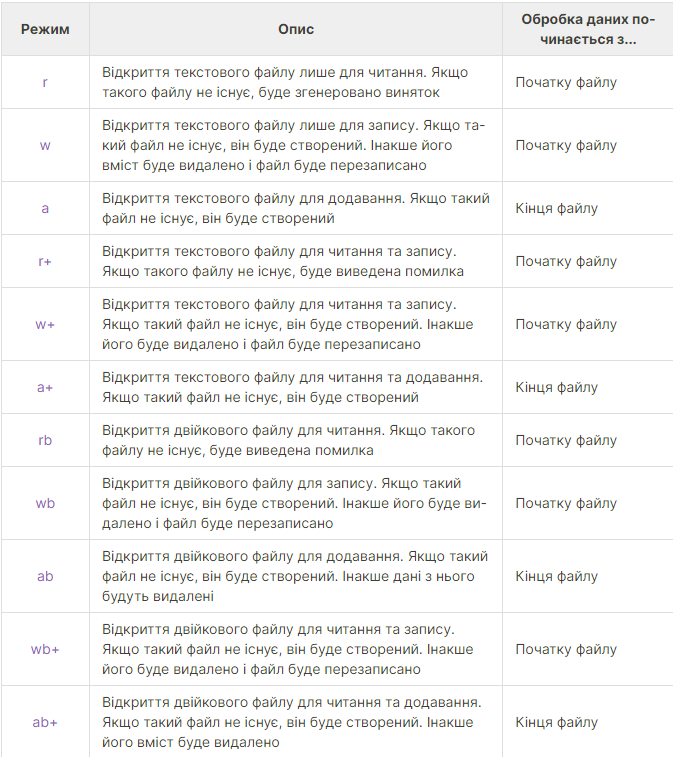 Режим
Опис
Обробка даних по-
чинається з...
r
Відкриття текстового файлу лише для читання. Якщо
такого файлу не існує, буде згенеровано виняток
Початку файлу
w
Відкриття текстового файлу лише для запису. Якщо та-
кий файл не існує, він буде створений. Інакше його
вміст буде видалено і файл буде перезаписано
Початку файлу
a
Відкриття текстового файлу для додавання. Якщо такий
файл не існує, він буде створений
Кінця файлу
r+
Відкриття текстового файлу для читання та запису.
Якщо такого файлу не існує, буде виведена помилка
Початку файлу
w+
Відкриття текстового файлу для читання та запису.
Якщо такий файл не існує, він буде створений. Інакше
його буде видалено і файл буде перезаписано
Початку файлу
a+
Відкриття текстового файлу для читання та додавання.
Якщо такий файл не існує, він буде створений
Кінця файлу
rb
Відкриття двійкового файлу для читання. Якщо такого
файлу не існує, буде виведена помилка
Початку файлу
wb
Відкриття двійкового файлу для запису. Якщо такий
файл не існує, він буде створений. Інакше його буде ви-
далено і файл буде перезаписано
Початку файлу
ab
Відкриття двійкового файлу для додавання. Якщо такий
файл не існує, він буде створений. Інакше дані з нього
будуть видалені
Кінця файлу
wb+
Відкриття двійкового файлу для читання та запису.
Якщо такий файл не існує, він буде створений. Інакше
його буде видалено і файл буде перезаписано
Початку файлу
ab+
Відкриття двійкового файлу для читання та додавання.
Якщо такий файл не існує, він буде створений. Інакше
його вміст буде видалено
Кінця файлу